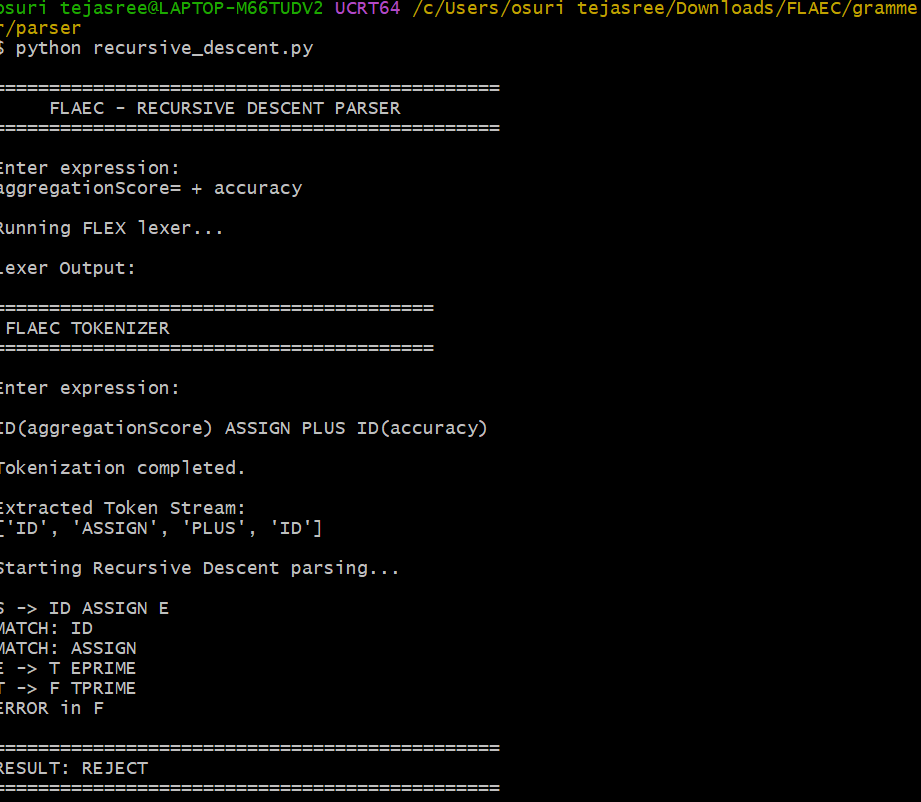 osuri tejasree@LAPTOP-M66TUDV2 UCRT64 /c/Users/osuri tejasree/Downloads/FLAEC/gramme
r/parser
$ python recursive_descent.py
==============================================
FLAEC - RECURSIVE DESCENT PARSER
==============================================
Enter expression:
aggregationScore= + accuracy
Running FLEX lexer...
Lexer Output:
========================================
FLAEC TOKENIZER
========================================
Enter expression:
ID(aggregationScore) ASSIGN PLUS ID(accuracy)
Tokenization completed.
Extracted Token Stream:
['ID', 'ASSIGN', 'PLUS', 'ID']
Starting Recursive Descent parsing...
S -> ID ASSIGN E
MATCH: ID
MATCH: ASSIGN
E -> T EPRIME
T -> F TPRIME
ERROR in F
==============================================
RESULT: REJECT
==============================================